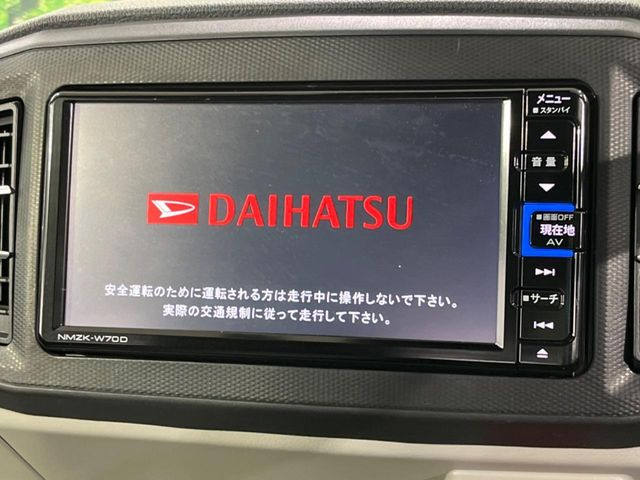 DAIHATSU
安全運転のために運転される方は走行中に操作しないで下さい。
実際の交通規制に従って走行して下さい。
NMZK-W70D
メニュー
スタンバイ
音量
画面OFF
現在地
AV
サーチ